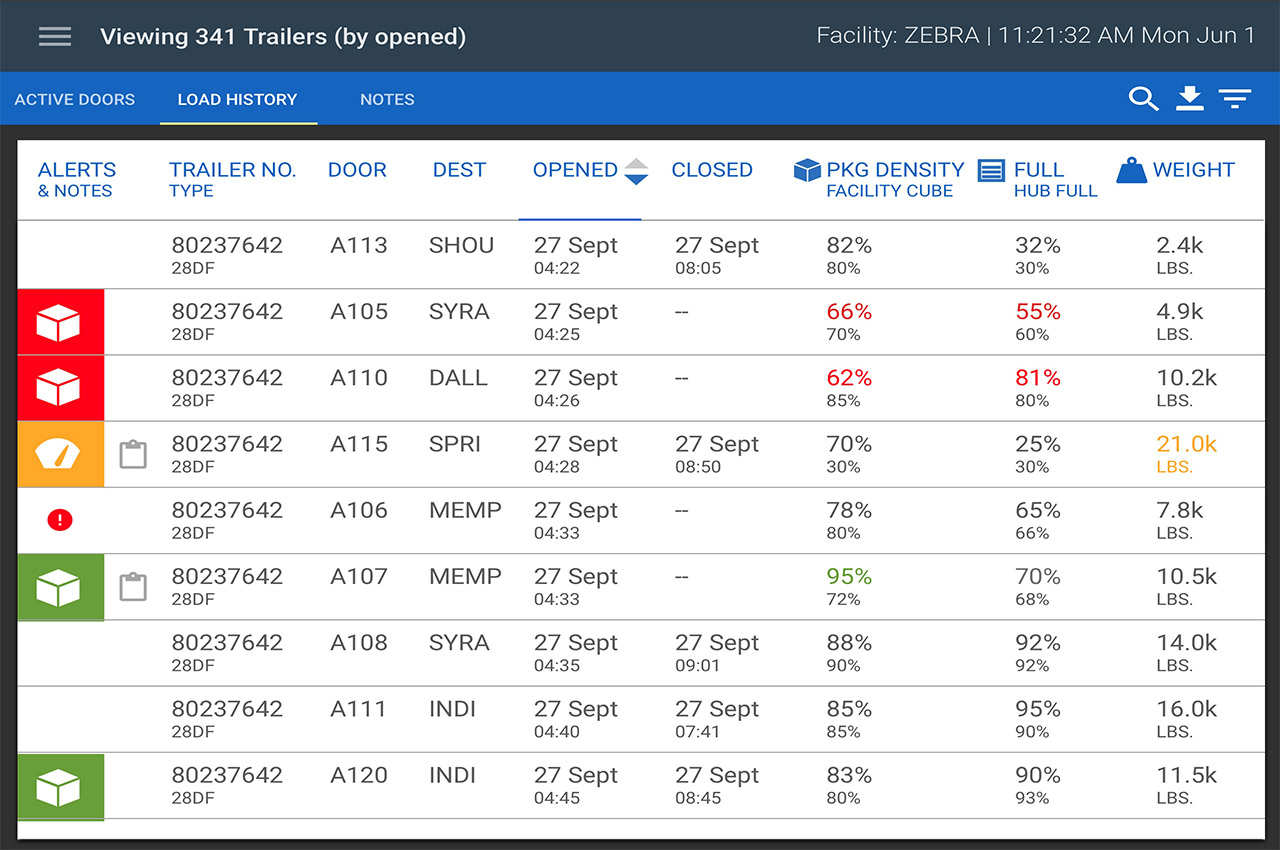 Viewing 341 Trailers (by opened)
Facility: ZEBRA | 11:21:32 AM Mon Jun 1
ACTIVE DOORS LOAD HISTORY NOTES
ALERTS TRAILER NO. DOOR DEST OPENED CLOSED PKG DENSITY FULL WEIGHT
& NOTES TYPE FACILITY CUBE HUB FULL
80237642 A113 SHOU 27 Sept 27 Sept 82% 32% 2.4k
28DF 04:22 08:05 80% 30% LBS.
80237642 A105 SYRA 27 Sept -- 66% 55% 4.9k
28DF 04:25 70% 60% LBS.
80237642 A110 DALL 27 Sept -- 62% 81% 10.2k
28DF 04:26 85% 80% LBS.
80237642 A115 SPRI 27 Sept 27 Sept 70% 25% 21.0k
28DF 04:28 08:50 30% 30% LBS.
80237642 A106 MEMP 27 Sept -- 78% 65% 7.8k
28DF 04:33 80% 66% LBS.
80237642 A107 MEMP 27 Sept -- 95% 70% 10.5k
28DF 04:33 72% 68% LBS.
80237642 A108 SYRA 27 Sept 27 Sept 88% 92% 14.0k
28DF 04:35 09:01 90% 92% LBS.
80237642 A111 INDI 27 Sept 27 Sept 85% 95% 16.0k
28DF 04:40 07:41 85% 90% LBS.
80237642 A120 INDI 27 Sept 27 Sept 83% 90% 11.5k
28DF 04:45 08:45 80% 93% LBS.